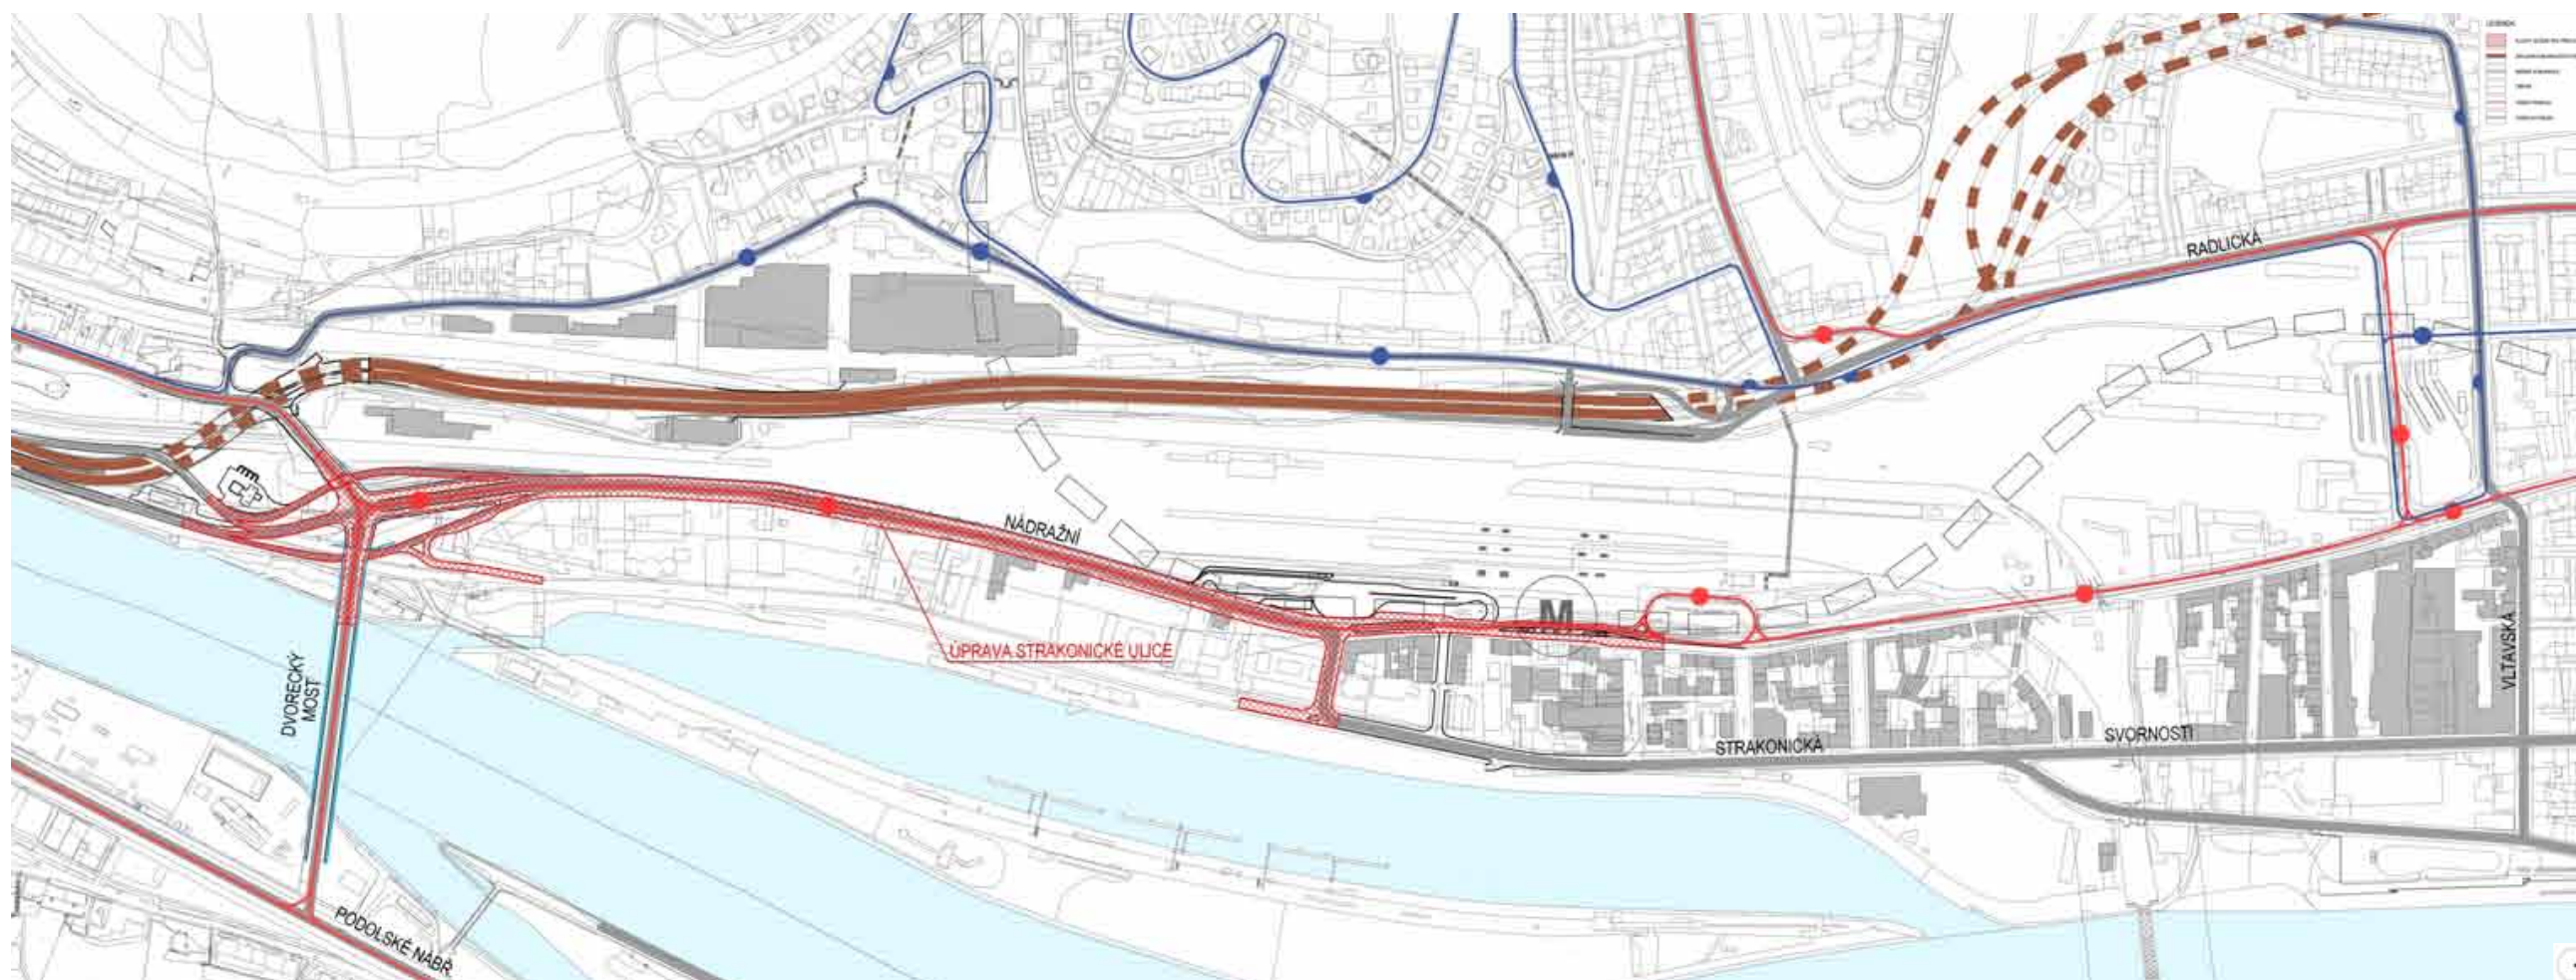 LEGENDA
RADLICKÁ
NÁDRAŽNÍ
M
ÚPRAVA STRAKONICKÉ ULICE
DVORECKÝ
MOST
VLTAVSKÁ
SVORNOSTI
STRAKONICKÁ
PODOLSKÉ NÁBŘ.